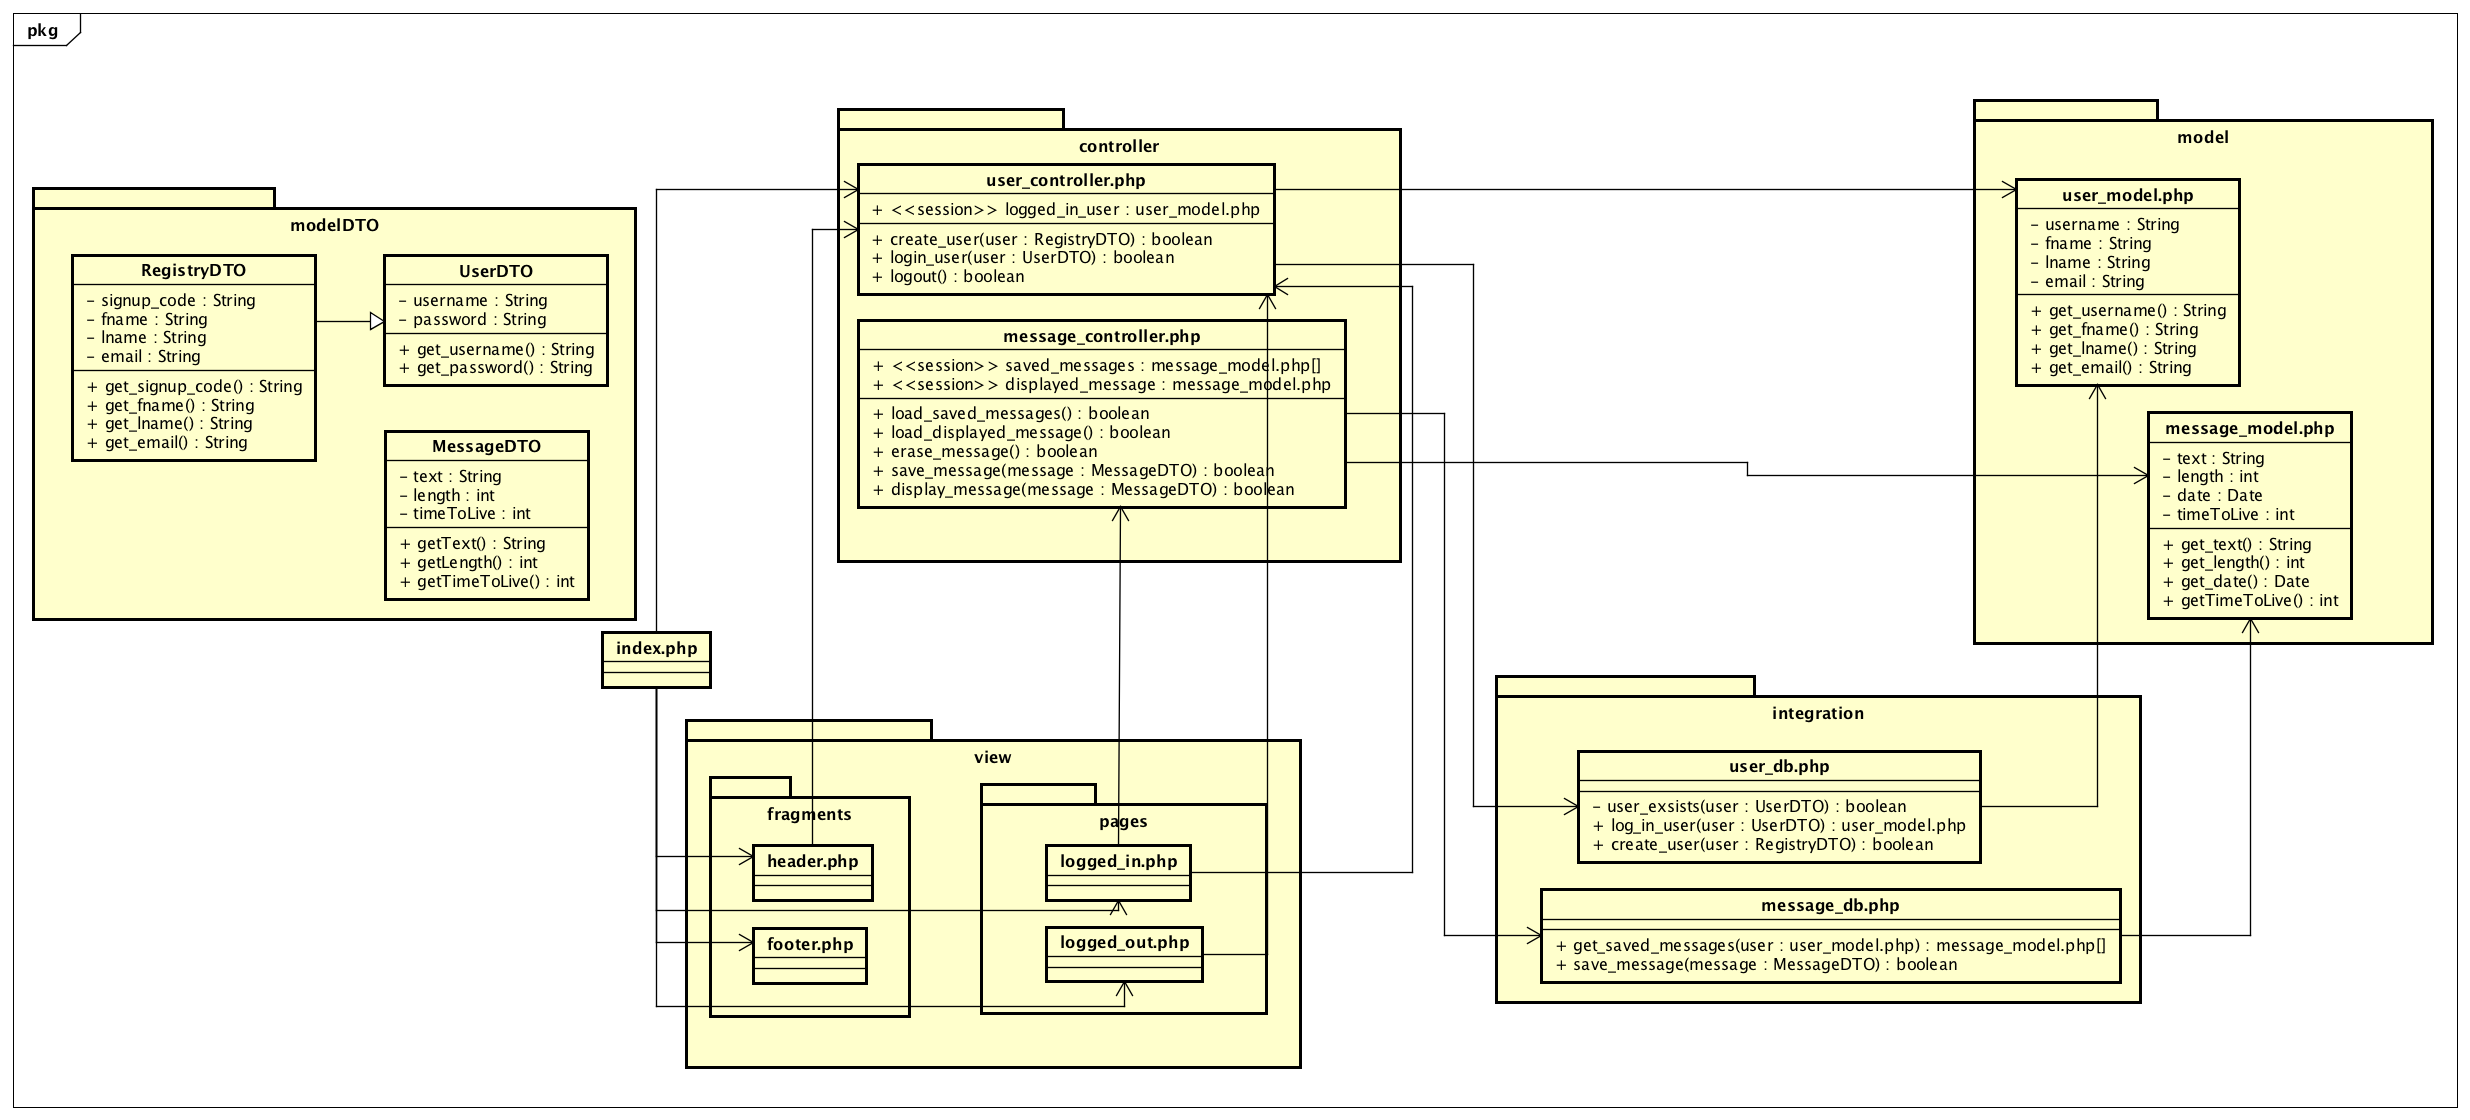 pkg
modelDTO
RegistryDTO
- signup_code : String
- fname : String
- lname : String
- email : String
+ get_signup_code() : String
+ get_fname() : String
+ get_lname() : String
+ get_email() : String
UserDTO
- username : String
- password : String
+ get_username() : String
+ get_password() : String
MessageDTO
- text : String
- length : int
- timeToLive : int
+ getText() : String
+ getLength() : int
+ getTimeToLive() : int
controller
user_controller.php
+ <<session>> logged_in_user : user_model.php
+ create_user(user : RegistryDTO) : boolean
+ login_user(user : UserDTO) : boolean
+ logout() : boolean
message_controller.php
+ <<session>> saved_messages : message_model.php[]
+ <<session>> displayed_message : message_model.php
+ load_saved_messages() : boolean
+ load_displayed_message() : boolean
+ erase_message() : boolean
+ save_message(message : MessageDTO) : boolean
+ display_message(message : MessageDTO) : boolean
model
user_model.php
- username : String
- fname : String
- lname : String
- email : String
+ get_username() : String
+ get_fname() : String
+ get_lname() : String
+ get_email() : String
message_model.php
- text : String
- length : int
- date : Date
- timeToLive : int
+ get_text() : String
+ get_length() : int
+ get_date() : Date
+ getTimeToLive() : int
index.php
view
fragments
header.php
footer.php
pages
logged_in.php
logged_out.php
integration
user_db.php
- user_exsists(user : UserDTO) : boolean
+ log_in_user(user : UserDTO) : user_model.php
+ create_user(user : RegistryDTO) : boolean
message_db.php
+ get_saved_messages(user : user_model.php) : message_model.php[]
+ save_message(message : MessageDTO) : boolean